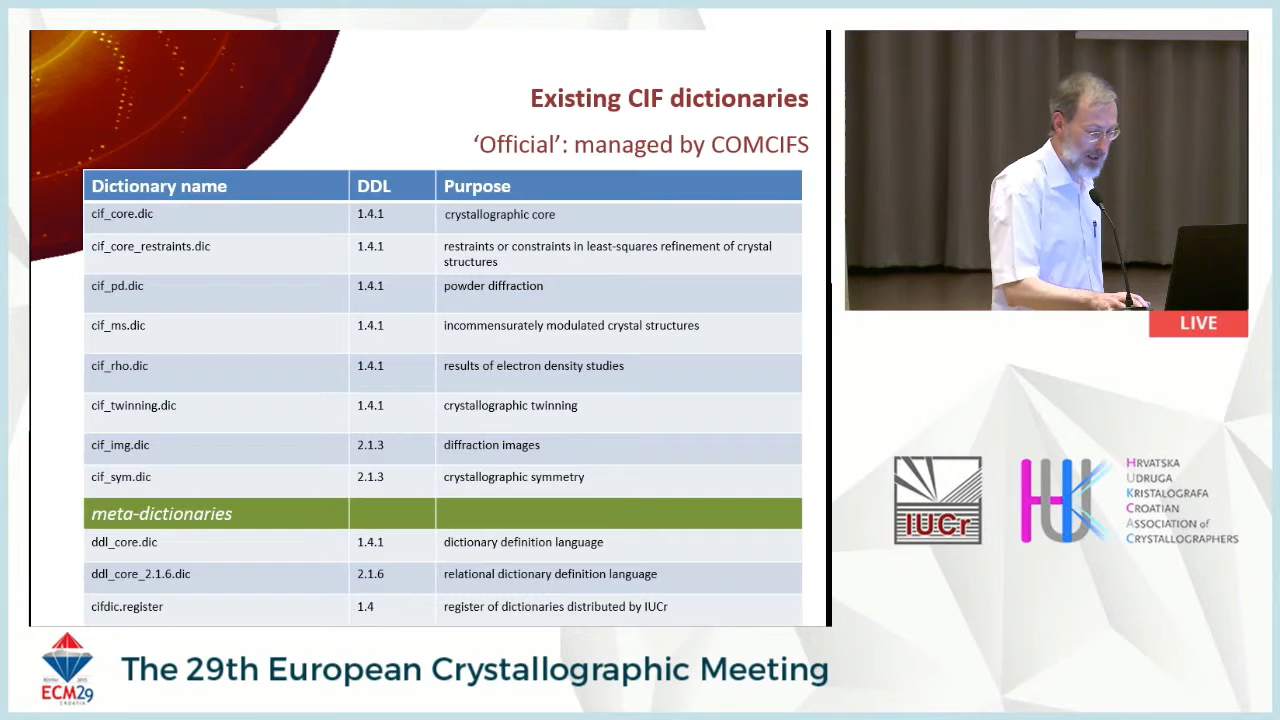 Existing CIF dictionaries
‘Official’: managed by COMCIFS
Dictionary name DDL Purpose
cif_core.dic 1.4.1 crystallographic core
cif_core_restraints.dic 1.4.1 restraints or constraints in least-squares refinement of crystal
structures
cif_pd.dic 1.4.1 powder diffraction
cif_ms.dic 1.4.1 incommensurately modulated crystal structures
cif_rho.dic 1.4.1 results of electron density studies
cif_twinning.dic 1.4.1 crystallographic twinning
cif_img.dic 2.1.3 diffraction images
cif_sym.dic 2.1.3 crystallographic symmetry
meta-dictionaries
ddl_core.dic 1.4.1 dictionary definition language
ddl_core_2.1.6.dic 2.1.6 relational dictionary definition language
cifdic.register 1.4 register of dictionaries distributed by IUCr
LIVE
IUCr
HUK
HRVATSKA
UDRUGA
KRISTALOGRAFA
CROATIAN
ASSOCIATION of
CRYSTALLOGRAPHERS
ECM29
CROATIA
The 29th European Crystallographic Meeting